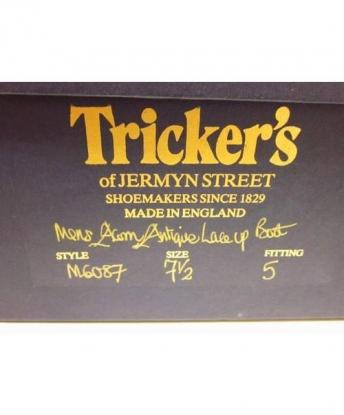 Tricker's
of JERMYN STREET
SHOEMAKERS SINCE 1829
MADE IN ENGLAND
Mens Acorn Antique Lace up Boot
STYLE SIZE FITTING
M6087 7½ 5